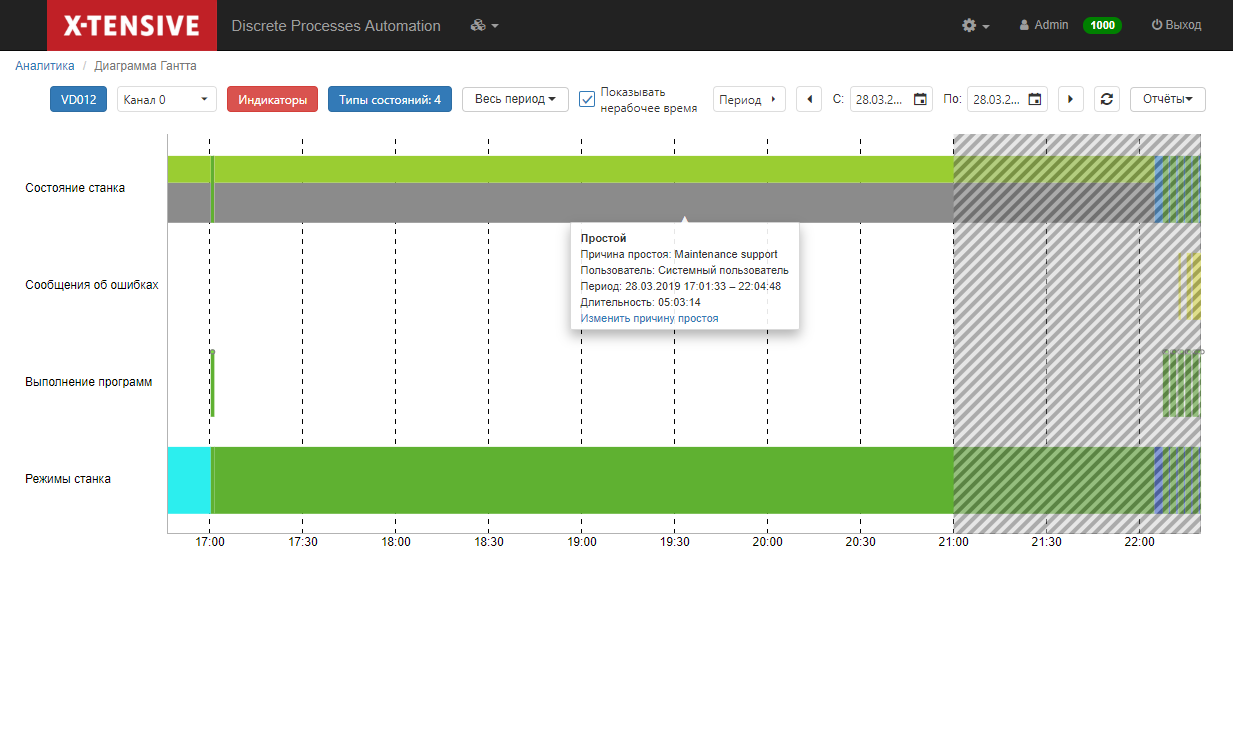 X-TENSIVE
Discrete Processes Automation
Admin
1000
Выход
Аналитика / Диаграмма Гантта
VD012
Канал 0
Индикаторы
Типы состояний: 4
Весь период
Показывать
нерабочее время
Период
С:
28.03.2...
По:
28.03.2...
Отчёты
Состояние станка
Простой
Причина простоя: Maintenance support
Пользователь: Системный пользователь
Период: 28.03.2019 17:01:33 – 22:04:48
Длительность: 05:03:14
Изменить причину простоя
Сообщения об ошибках
Выполнение программ
Режимы станка
17:00 17:30 18:00 18:30 19:00 19:30 20:00 20:30 21:00 21:30 22:00